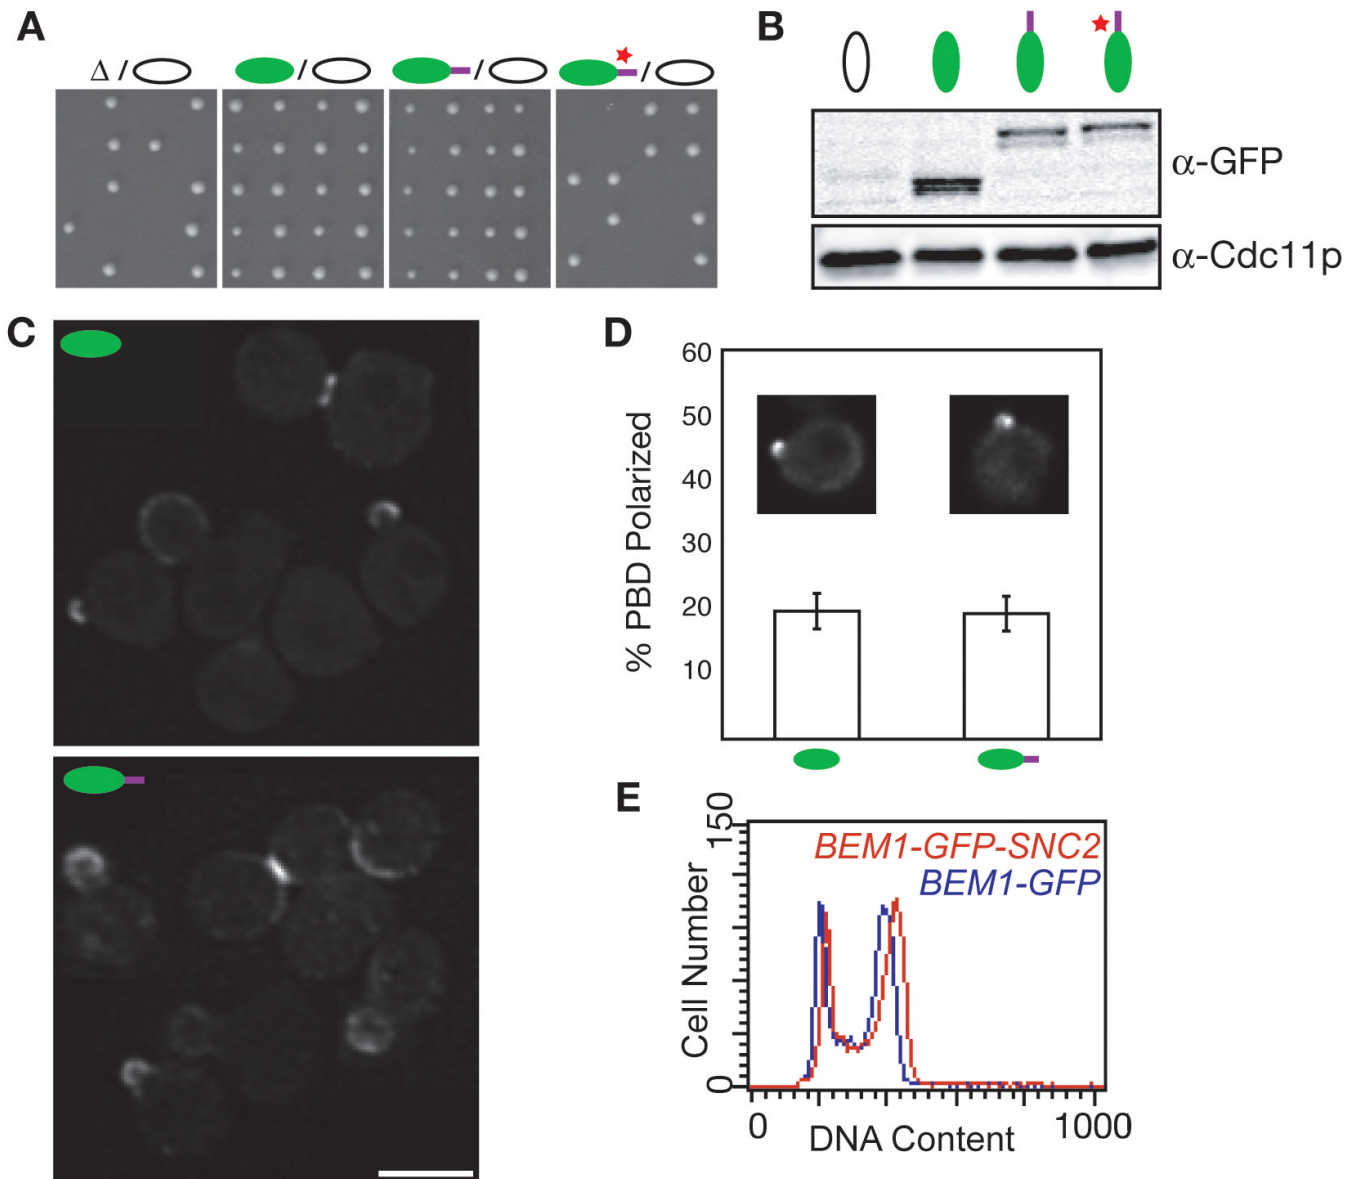 A
Δ / / / /
B
α-GFP
α-Cdc11p
C
D
% PBD Polarized
60
50
40
30
20
10
E
BEM1-GFP-SNC2
BEM1-GFP
Cell Number
150
0
0 1000
DNA Content